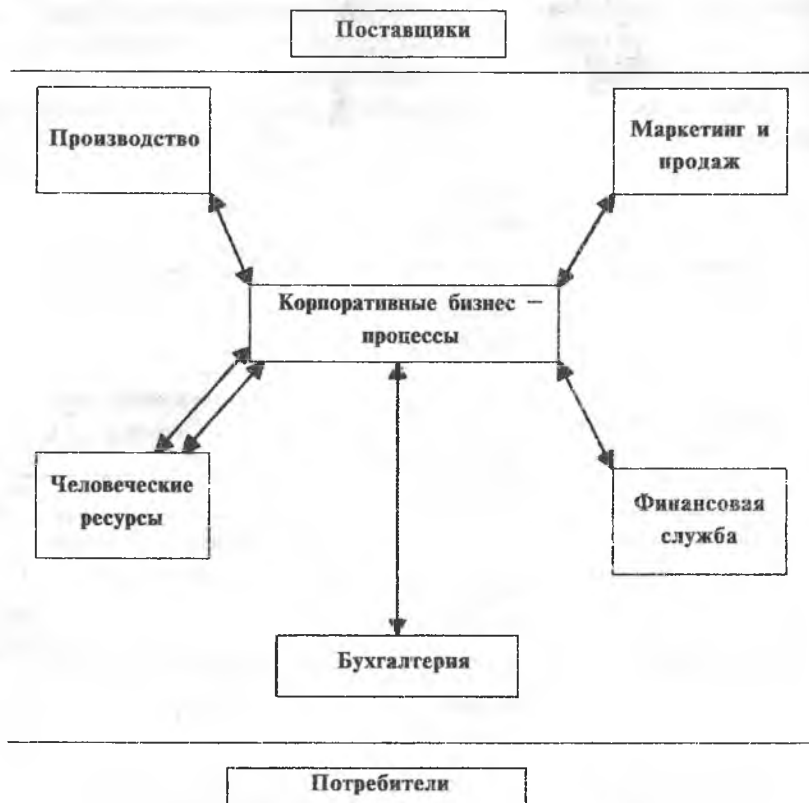 Поставщики
Производство
Маркетинг и
продаж
Корпоративные бизнес —
процессы
Человеческие
ресурсы
Финансовая
служба
Бухгалтерия
Потребители